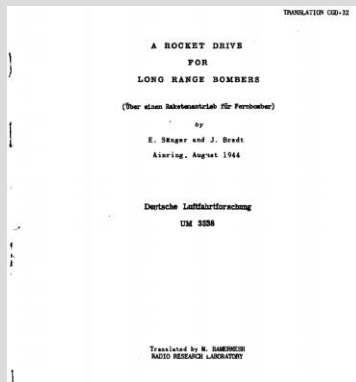 TRANSLATION CGD-32
A ROCKET DRIVE
FOR
LONG RANGE BOMBERS
(Über einen Raketenantrieb für Fernbomber)
by
E. Sänger and J. Bredt
Ainring, August 1944
Deutsche Luftfahrtforschung
UM 3538
Translated by M. HAMERMESH
RADIO RESEARCH LABORATORY